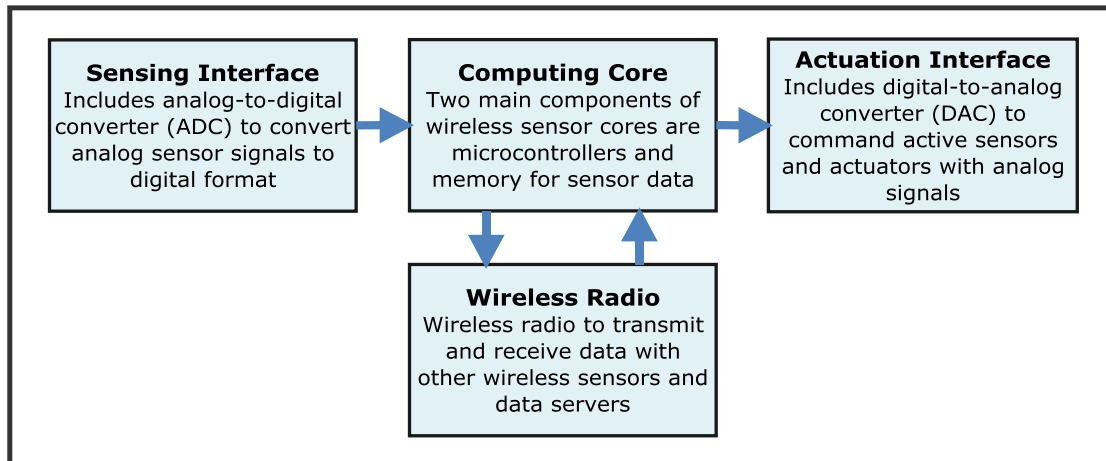 Sensing Interface
Includes analog-to-digital
converter (ADC) to convert
analog sensor signals to
digital format
Computing Core
Two main components of
wireless sensor cores are
microcontrollers and
memory for sensor data
Actuation Interface
Includes digital-to-analog
converter (DAC) to
command active sensors
and actuators with analog
signals
Wireless Radio
Wireless radio to transmit
and receive data with
other wireless sensors and
data servers